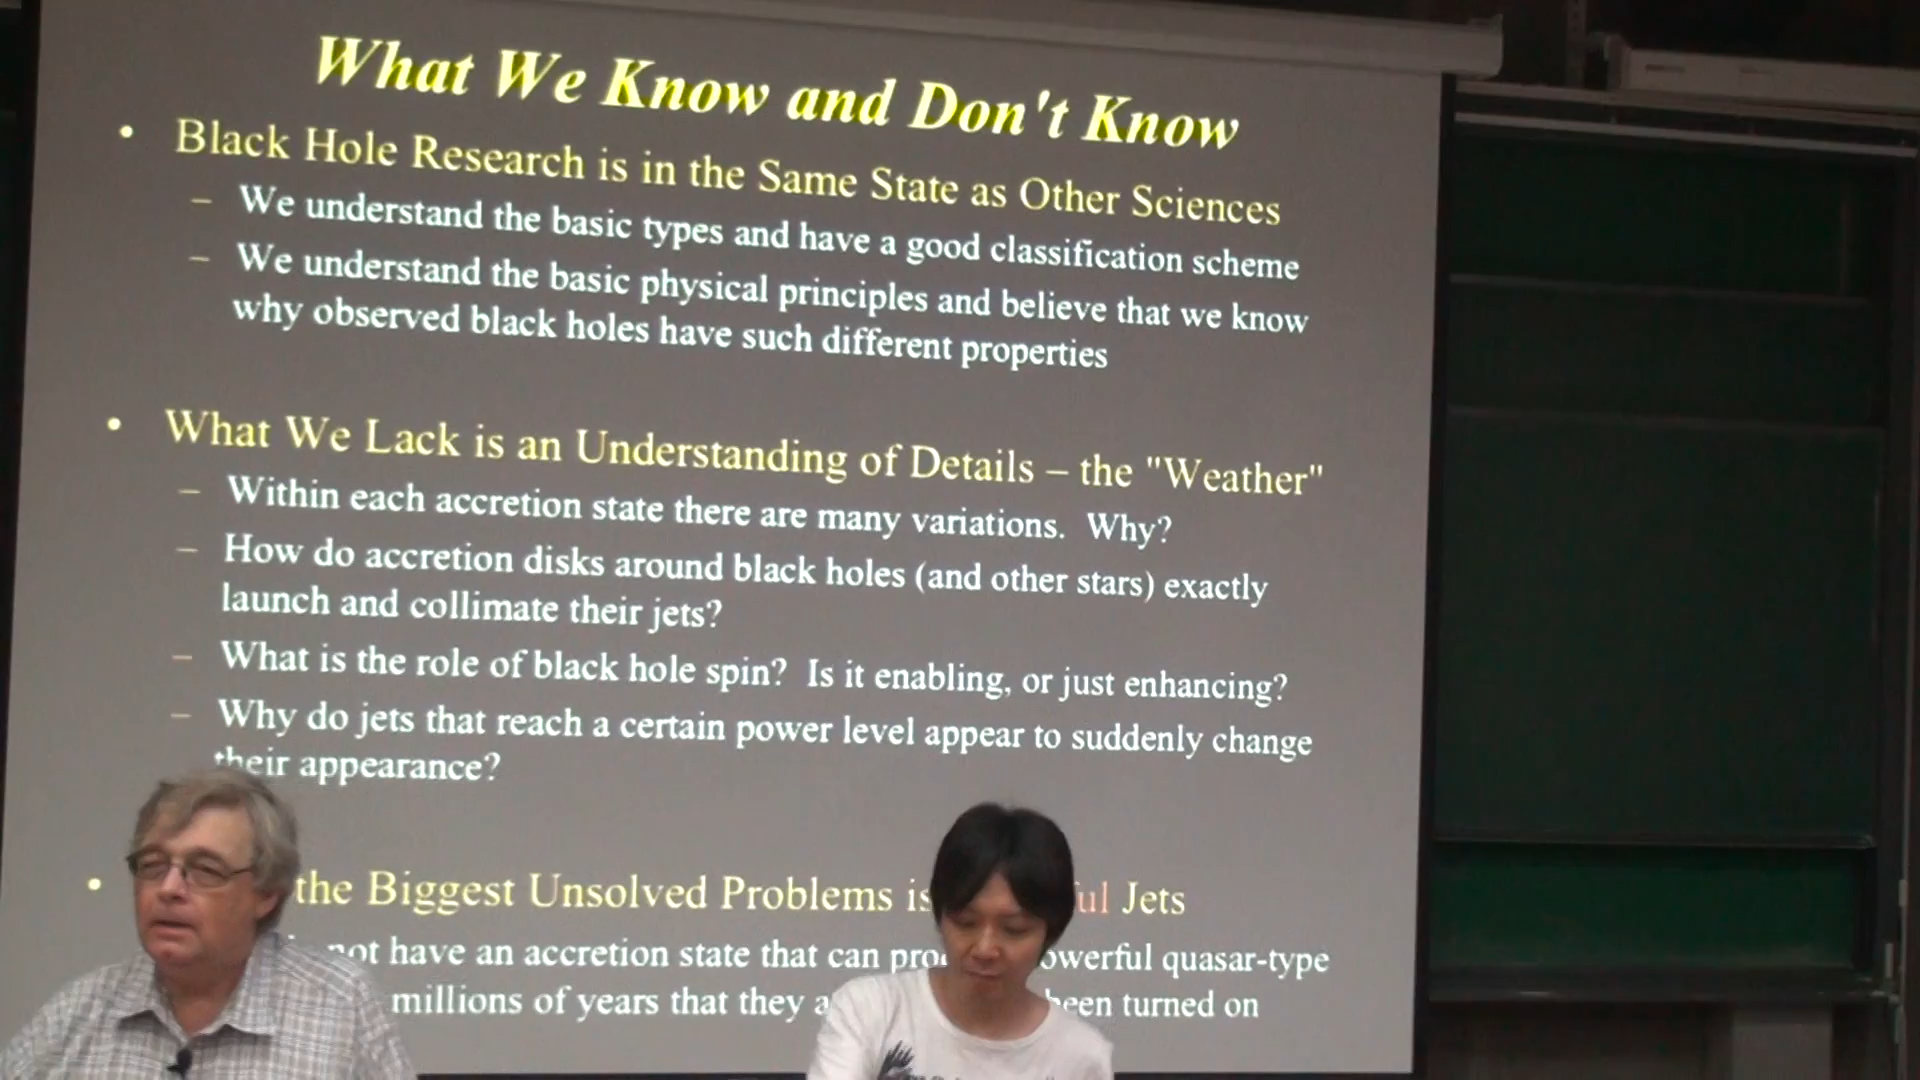 What We Know and Don't Know
• Black Hole Research is in the Same State as Other Sciences
– We understand the basic types and have a good classification scheme
– We understand the basic physical principles and believe that we know
why observed black holes have such different properties
• What We Lack is an Understanding of Details – the "Weather"
– Within each accretion state there are many variations. Why?
– How do accretion disks around black holes (and other stars) exactly
launch and collimate their jets?
– What is the role of black hole spin? Is it enabling, or just enhancing?
– Why do jets that reach a certain power level appear to suddenly change
their appearance?
• the Biggest Unsolved Problems is Jets
not have an accretion state that can quasar-type
millions of years that they been turned on